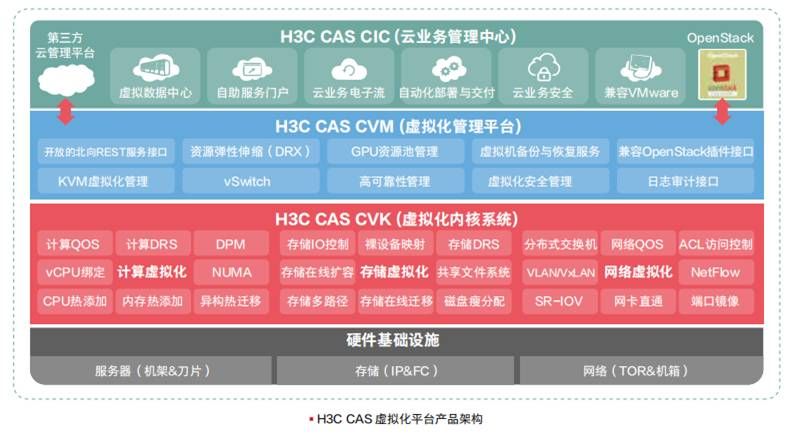 H3C CAS CIC (云业务管理中心)
第三方
云管理平台
OpenStack
虚拟数据中心
自助服务门户
云业务电子流
自动化部署与交付
云业务安全
兼容VMware
H3C CAS CVM (虚拟化管理平台)
开放的北向REST服务接口
资源弹性伸缩（DRX）
GPU资源池管理
虚拟机备份与恢复服务
兼容OpenStack插件接口
KVM虚拟化管理
vSwitch
高可靠性管理
虚拟化安全管理
日志审计接口
H3C CAS CVK (虚拟化内核系统)
计算QOS
计算DRS
DPM
存储IO控制
裸设备映射
存储DRS
分布式交换机
网络QOS
ACL访问控制
vCPU绑定
计算虚拟化
NUMA
存储在线扩容
存储虚拟化
共享文件系统
VLAN/VxLAN
网络虚拟化
NetFlow
CPU热添加
内存热添加
异构热迁移
存储多路径
存储在线迁移
磁盘瘦分配
SR-IOV
网卡直通
端口镜像
硬件基础设施
服务器（机架&刀片）
存储（IP&FC）
网络（TOR&机箱）
H3C CAS 虚拟化平台产品架构